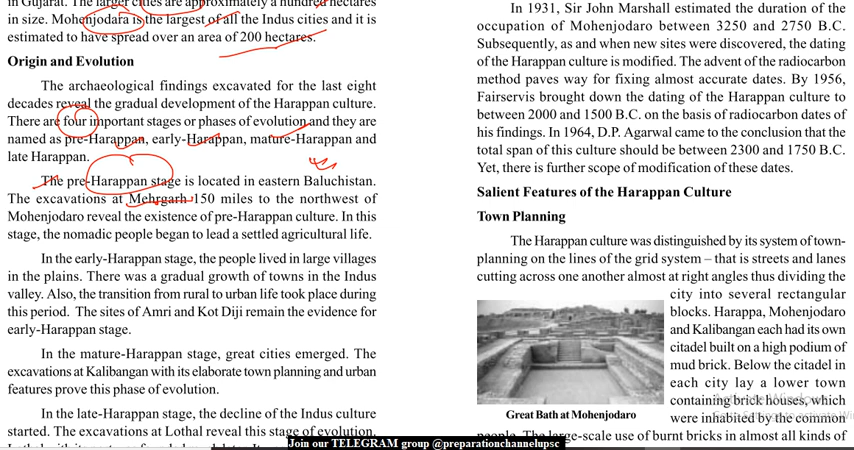 in Gujarat. The larger cities are approximately a hundred hectares
in size. Mohenjodara is the largest of all the Indus cities and it is
estimated to have spread over an area of 200 hectares.
Origin and Evolution
The archaeological findings excavated for the last eight
decades reveal the gradual development of the Harappan culture.
There are four important stages or phases of evolution and they are
named as pre-Harappan, early-Harappan, mature-Harappan and
late Harappan.
The pre-Harappan stage is located in eastern Baluchistan.
The excavations at Mehrgarh 150 miles to the northwest of
Mohenjodaro reveal the existence of pre-Harappan culture. In this
stage, the nomadic people began to lead a settled agricultural life.
In the early-Harappan stage, the people lived in large villages
in the plains. There was a gradual growth of towns in the Indus
valley. Also, the transition from rural to urban life took place during
this period. The sites of Amri and Kot Diji remain the evidence for
early-Harappan stage.
In the mature-Harappan stage, great cities emerged. The
excavations at Kalibangan with its elaborate town planning and urban
features prove this phase of evolution.
In the late-Harappan stage, the decline of the Indus culture
started. The excavations at Lothal reveal this stage of evolution.
In 1931, Sir John Marshall estimated the duration of the
occupation of Mohenjodaro between 3250 and 2750 B.C.
Subsequently, as and when new sites were discovered, the dating
of the Harappan culture is modified. The advent of the radiocarbon
method paves way for fixing almost accurate dates. By 1956,
Fairservis brought down the dating of the Harappan culture to
between 2000 and 1500 B.C. on the basis of radiocarbon dates of
his findings. In 1964, D.P. Agarwal came to the conclusion that the
total span of this culture should be between 2300 and 1750 B.C.
Yet, there is further scope of modification of these dates.
Salient Features of the Harappan Culture
Town Planning
The Harappan culture was distinguished by its system of town-
planning on the lines of the grid system – that is streets and lanes
cutting across one another almost at right angles thus dividing the
city into several rectangular
blocks. Harappa, Mohenjodaro
and Kalibangan each had its own
citadel built on a high podium of
mud brick. Below the citadel in
each city lay a lower town
containing brick houses, which
were inhabited by the common
people. The large-scale use of burnt bricks in almost all kinds of
Great Bath at Mohenjodaro
Join our TELEGRAM group @preparationchannelupsc